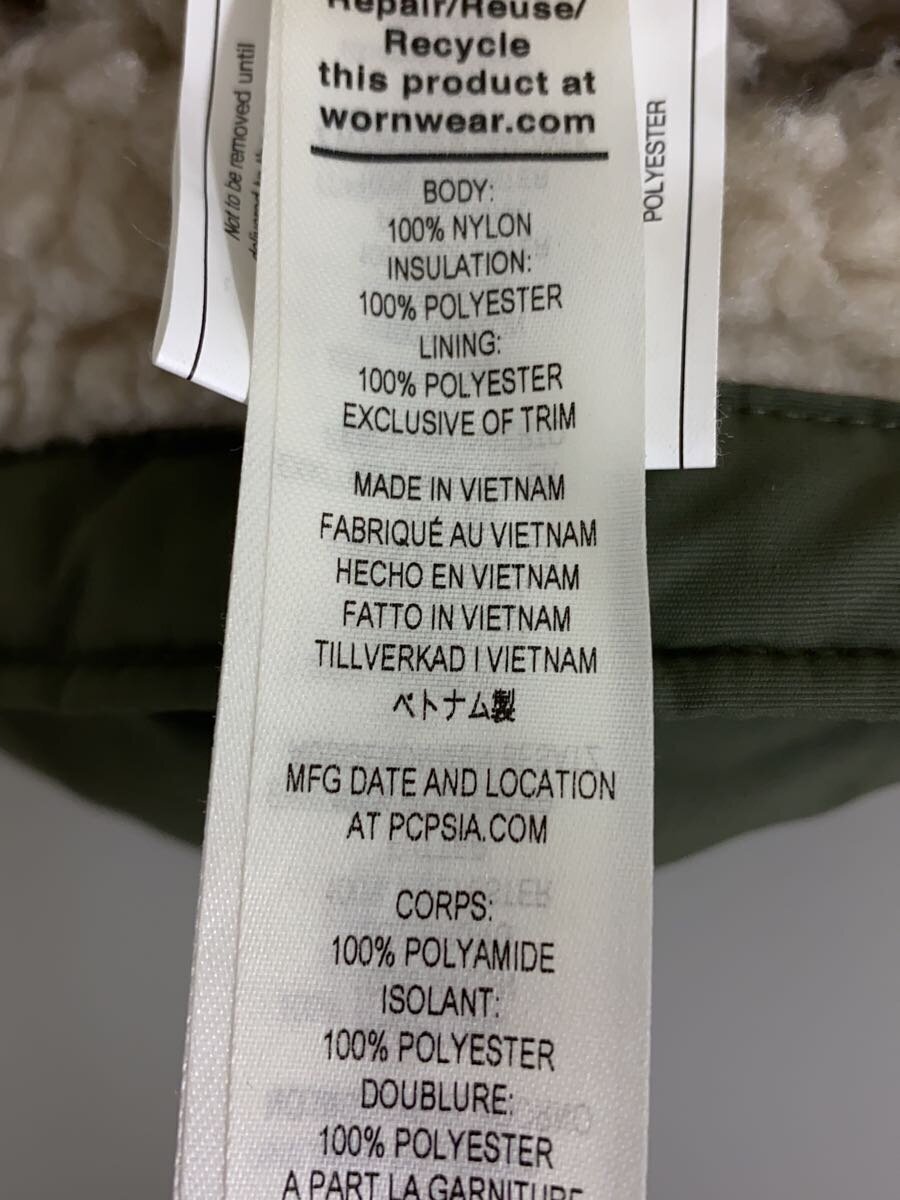 Repair/Reuse/
Recycle
this product at
wornwear.com
BODY:
100% NYLON
INSULATION:
100% POLYESTER
LINING:
100% POLYESTER
EXCLUSIVE OF TRIM
MADE IN VIETNAM
FABRIQUÉ AU VIETNAM
HECHO EN VIETNAM
FATTO IN VIETNAM
TILLVERKAD I VIETNAM
ベトナム製
MFG DATE AND LOCATION
AT PCPSIA.COM
CORPS:
100% POLYAMIDE
ISOLANT:
100% POLYESTER
DOUBLURE:
100% POLYESTER
A PART LA GARNITURE
Not to be removed until
POLYESTER